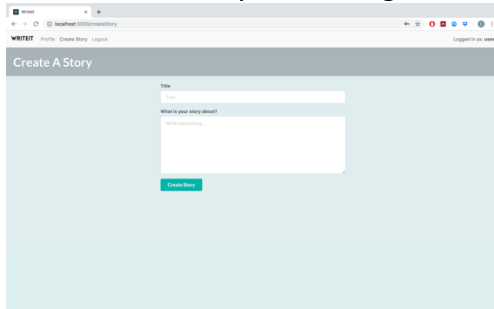 Writeit
localhost:3000/createStory
WRITEIT Profile Create Story Logout Logged in as: user
Create A Story
Title
Title
What is your story about?
Write something...
Create Story